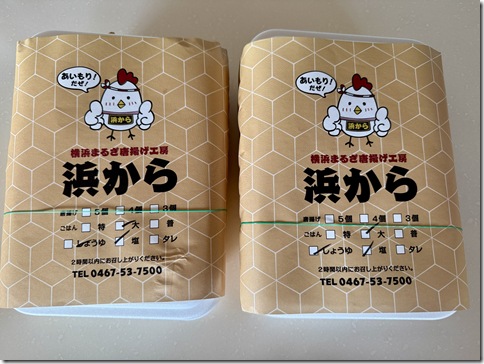 あいもり！
だぜ！
浜から
横浜まるざ唐揚げ工房
浜から
唐揚げ 5個 4個 3個
ごはん 特 大 普
しょうゆ 塩 タレ
2時間以内にお召し上がりください。
TEL 0467-53-7500
あいもり！
だぜ！
浜から
横浜まるざ唐揚げ工房
浜から
唐揚げ 5個 4個 3個
ごはん 特 大 普
しょうゆ 塩 タレ
2時間以内にお召し上がりください。
TEL 0467-53-7500